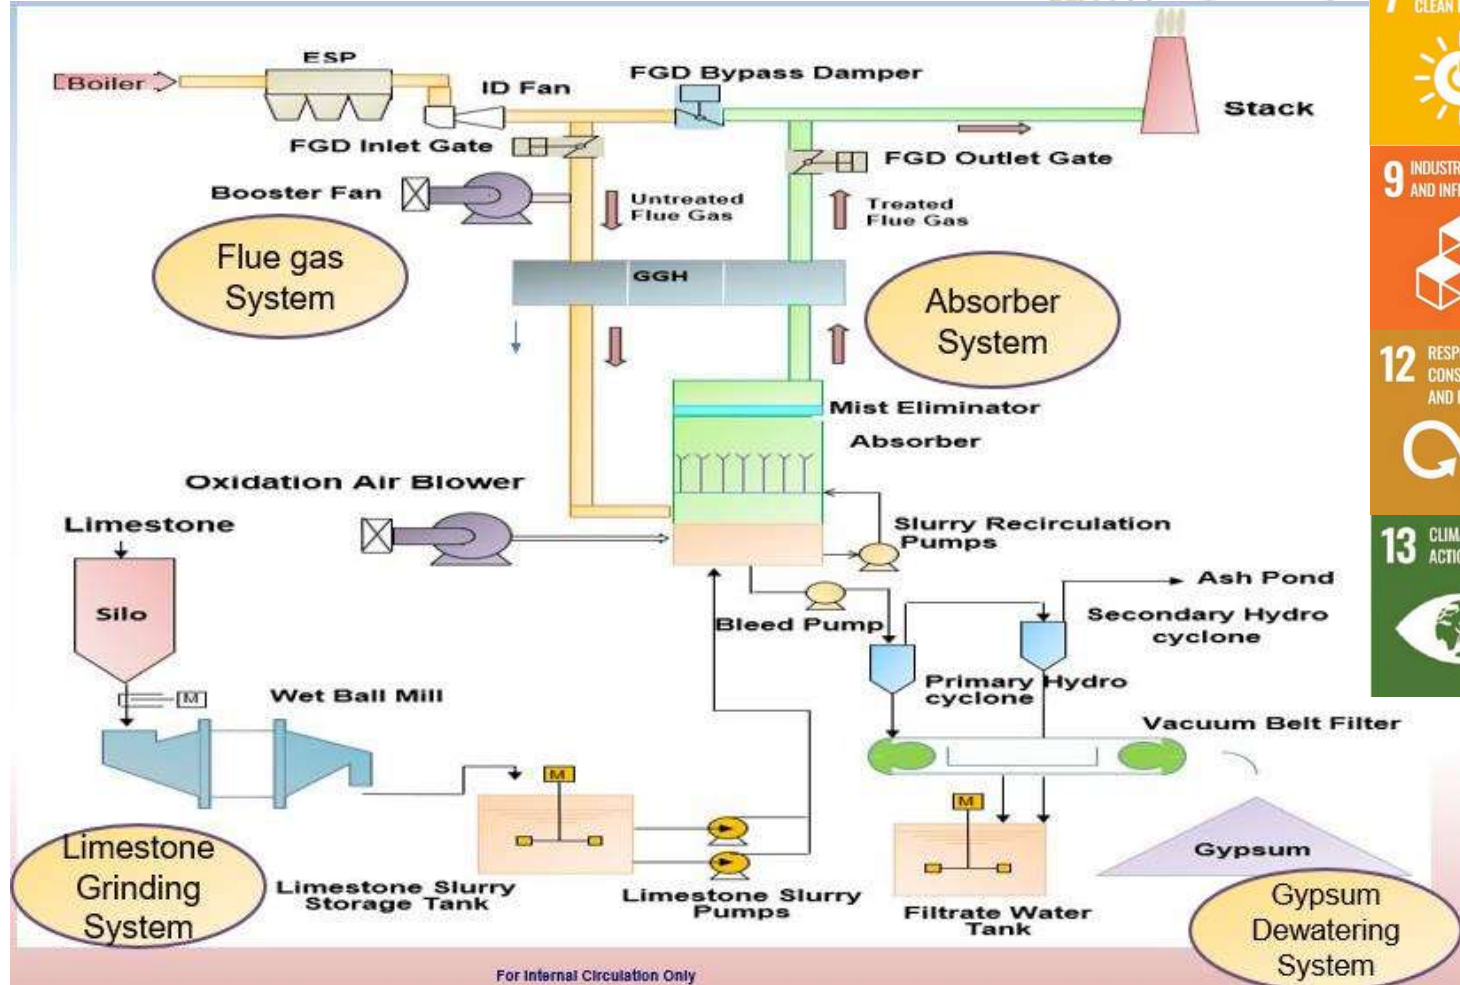 7
CLEAN
ESP
Boiler
ID Fan
FGD Bypass Damper
Stack
FGD Inlet Gate
FGD Outlet Gate
9 INDUSTR
AND INF
Booster Fan
Untreated
Flue Gas
Treated
Flue Gas
Flue gas
System
GGH
Absorber
System
12 RESP
CONS
AND
Mist Eliminator
Absorber
Oxidation Air Blower
Limestone
Slurry Recirculation
Pumps
13 CLIM
ACTIO
Ash Pond
Silo
Bleed Pump
Secondary Hydro
cyclone
Primary Hydro
cyclone
M
Wet Ball Mill
Vacuum Belt Filter
M
M
Limestone
Grinding
System
Limestone Slurry
Storage Tank
Limestone Slurry
Pumps
Filtrate Water
Tank
Gypsum
Gypsum
Dewatering
System
For Internal Circulation Only